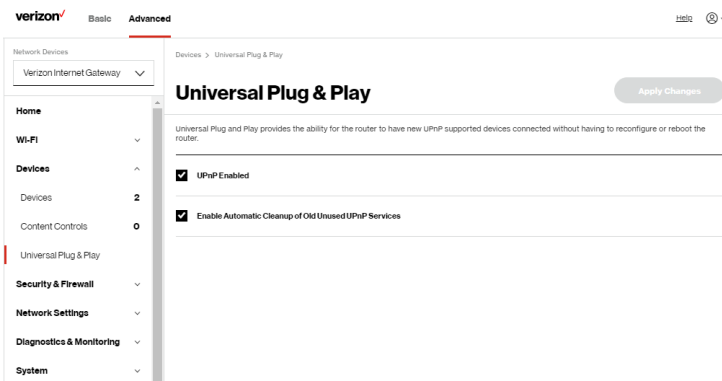 verizon
Basic
Advanced
Help
Network Devices
Verizon Internet Gateway
Home
Wi-Fi
Devices
Devices 2
Content Controls 0
Universal Plug & Play
Security & Firewall
Network Settings
Diagnostics & Monitoring
System
Devices > Universal Plug & Play
Universal Plug & Play
Apply Changes
Universal Plug and Play provides the ability for the router to have new UPnP supported devices connected without having to reconfigure or reboot the
router.
UPnP Enabled
Enable Automatic Cleanup of Old Unused UPnP Services